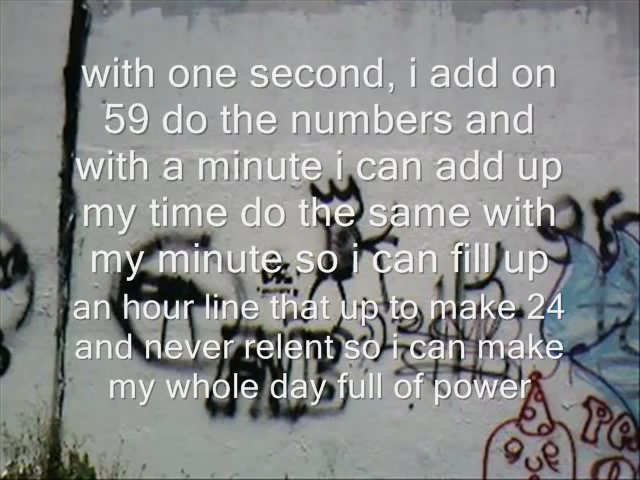 with one second, i add on
59 do the numbers and
with a minute i can add up
my time do the same with
my minute so i can fill up
an hour line that up to make 24
and never relent so i can make
my whole day full of power